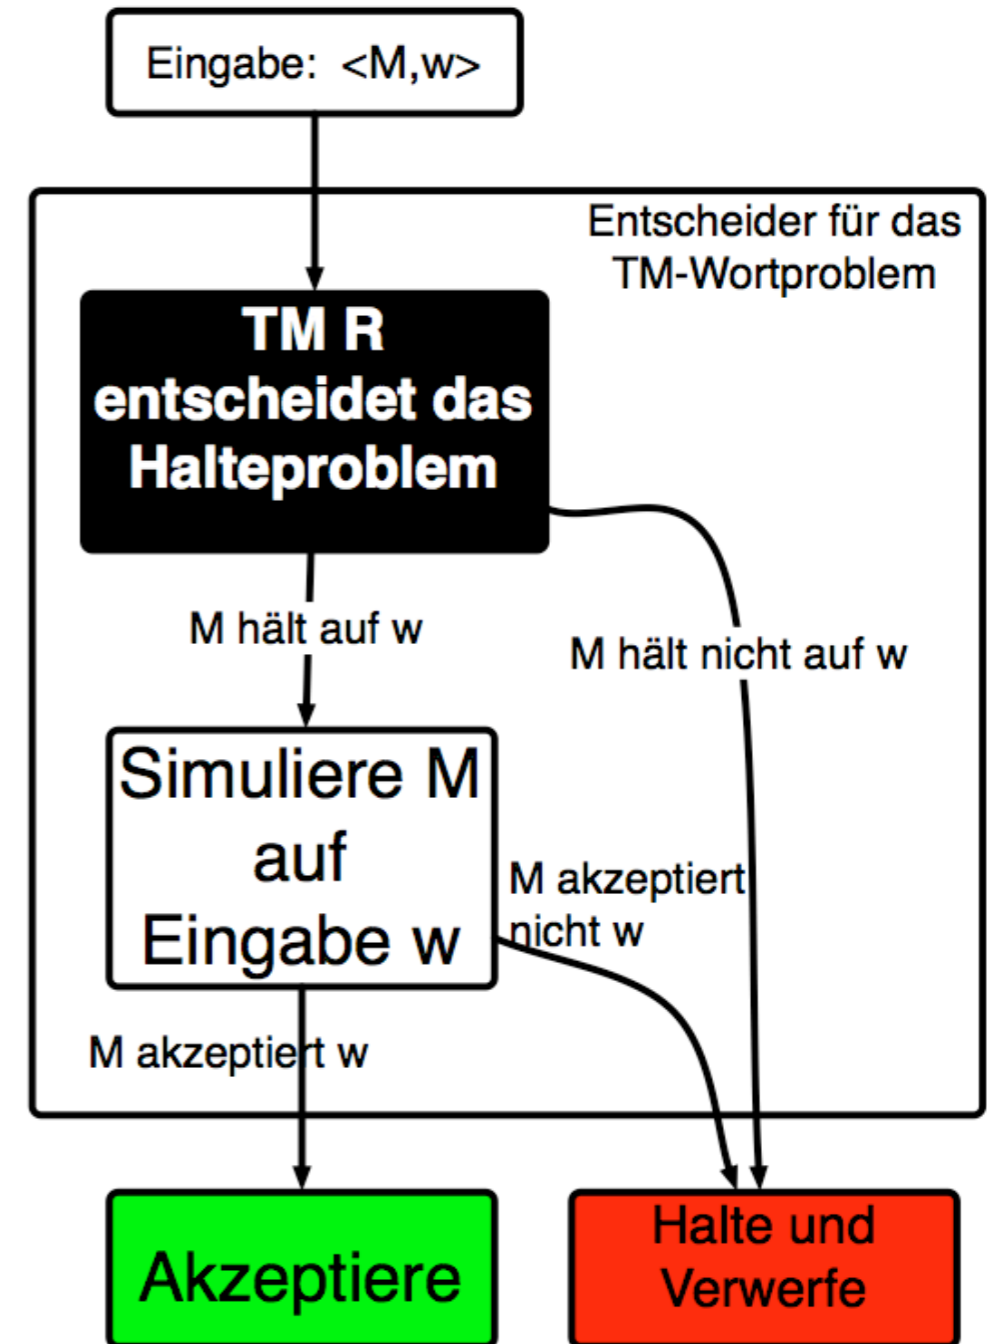 Eingabe: <M,w>
Entscheider für das
TM-Wortproblem
TM R
entscheidet das
Halteproblem
M hält auf w
M hält nicht auf w
Simuliere M
auf
Eingabe w
M akzeptiert
nicht w
M akzeptiert w
Akzeptiere
Halte und
Verwerfe